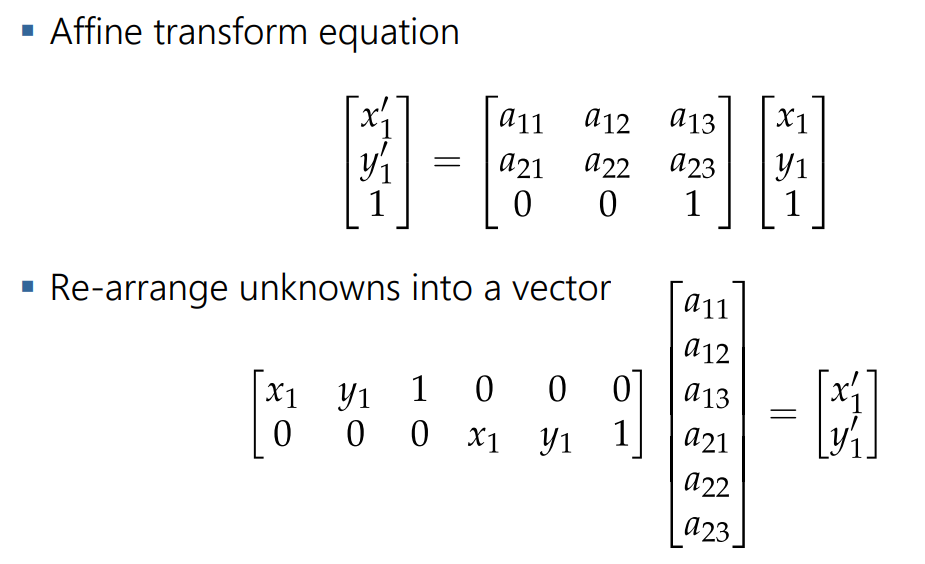 ▪ Affine transform equation
[x′₁] = [a₁₁ a₁₂ a₁₃] [x₁]
[y′₁] [a₂₁ a₂₂ a₂₃] [y₁]
[1] [0 0 1] [1]
▪ Re-arrange unknowns into a vector
[x₁ y₁ 1 0 0 0] [a₁₁] = [x′₁]
[0 0 0 x₁ y₁ 1] [a₁₂] [y′₁]
[a₁₃]
[a₂₁]
[a₂₂]
[a₂₃]